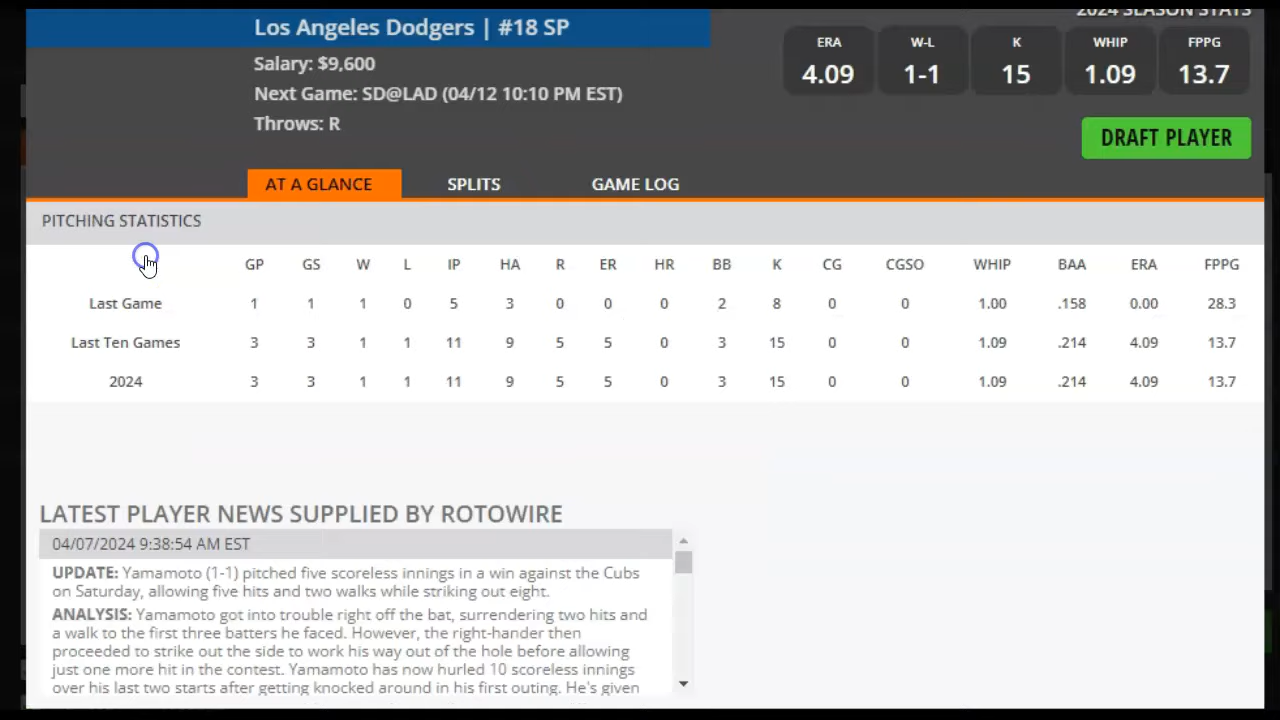 2024 SEASON STATS
Los Angeles Dodgers | #18 SP
Salary: $9,600
Next Game: SD@LAD (04/12 10:10 PM EST)
Throws: R
ERA W-L K WHIP FPPG
4.09 1-1 15 1.09 13.7
DRAFT PLAYER
AT A GLANCE SPLITS GAME LOG
PITCHING STATISTICS
GP GS W L IP HA R ER HR BB K CG CGSO WHIP BAA ERA FPPG
Last Game 1 1 1 0 5 3 0 0 0 2 8 0 0 1.00 .158 0.00 28.3
Last Ten Games 3 3 1 1 11 9 5 5 0 3 15 0 0 1.09 .214 4.09 13.7
2024 3 3 1 1 11 9 5 5 0 3 15 0 0 1.09 .214 4.09 13.7
LATEST PLAYER NEWS SUPPLIED BY ROTOWIRE
04/07/2024 9:38:54 AM EST
UPDATE: Yamamoto (1-1) pitched five scoreless innings in a win against the Cubs
on Saturday, allowing five hits and two walks while striking out eight.
ANALYSIS: Yamamoto got into trouble right off the bat, surrendering two hits and
a walk to the first three batters he faced. However, the right-hander then
proceeded to strike out the side to work his way out of the hole before allowing
just one more hit in the contest. Yamamoto has now hurled 10 scoreless innings
over his last two starts after getting knocked around in his first outing. He's given